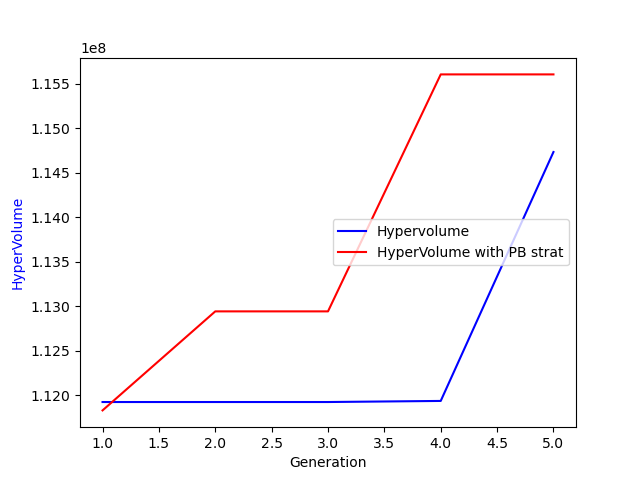 1e8
1.155
1.150
1.145
1.140
1.135
1.130
1.125
1.120
HyperVolume
Hypervolume
HyperVolume with PB strat
1.0 1.5 2.0 2.5 3.0 3.5 4.0 4.5 5.0
Generation